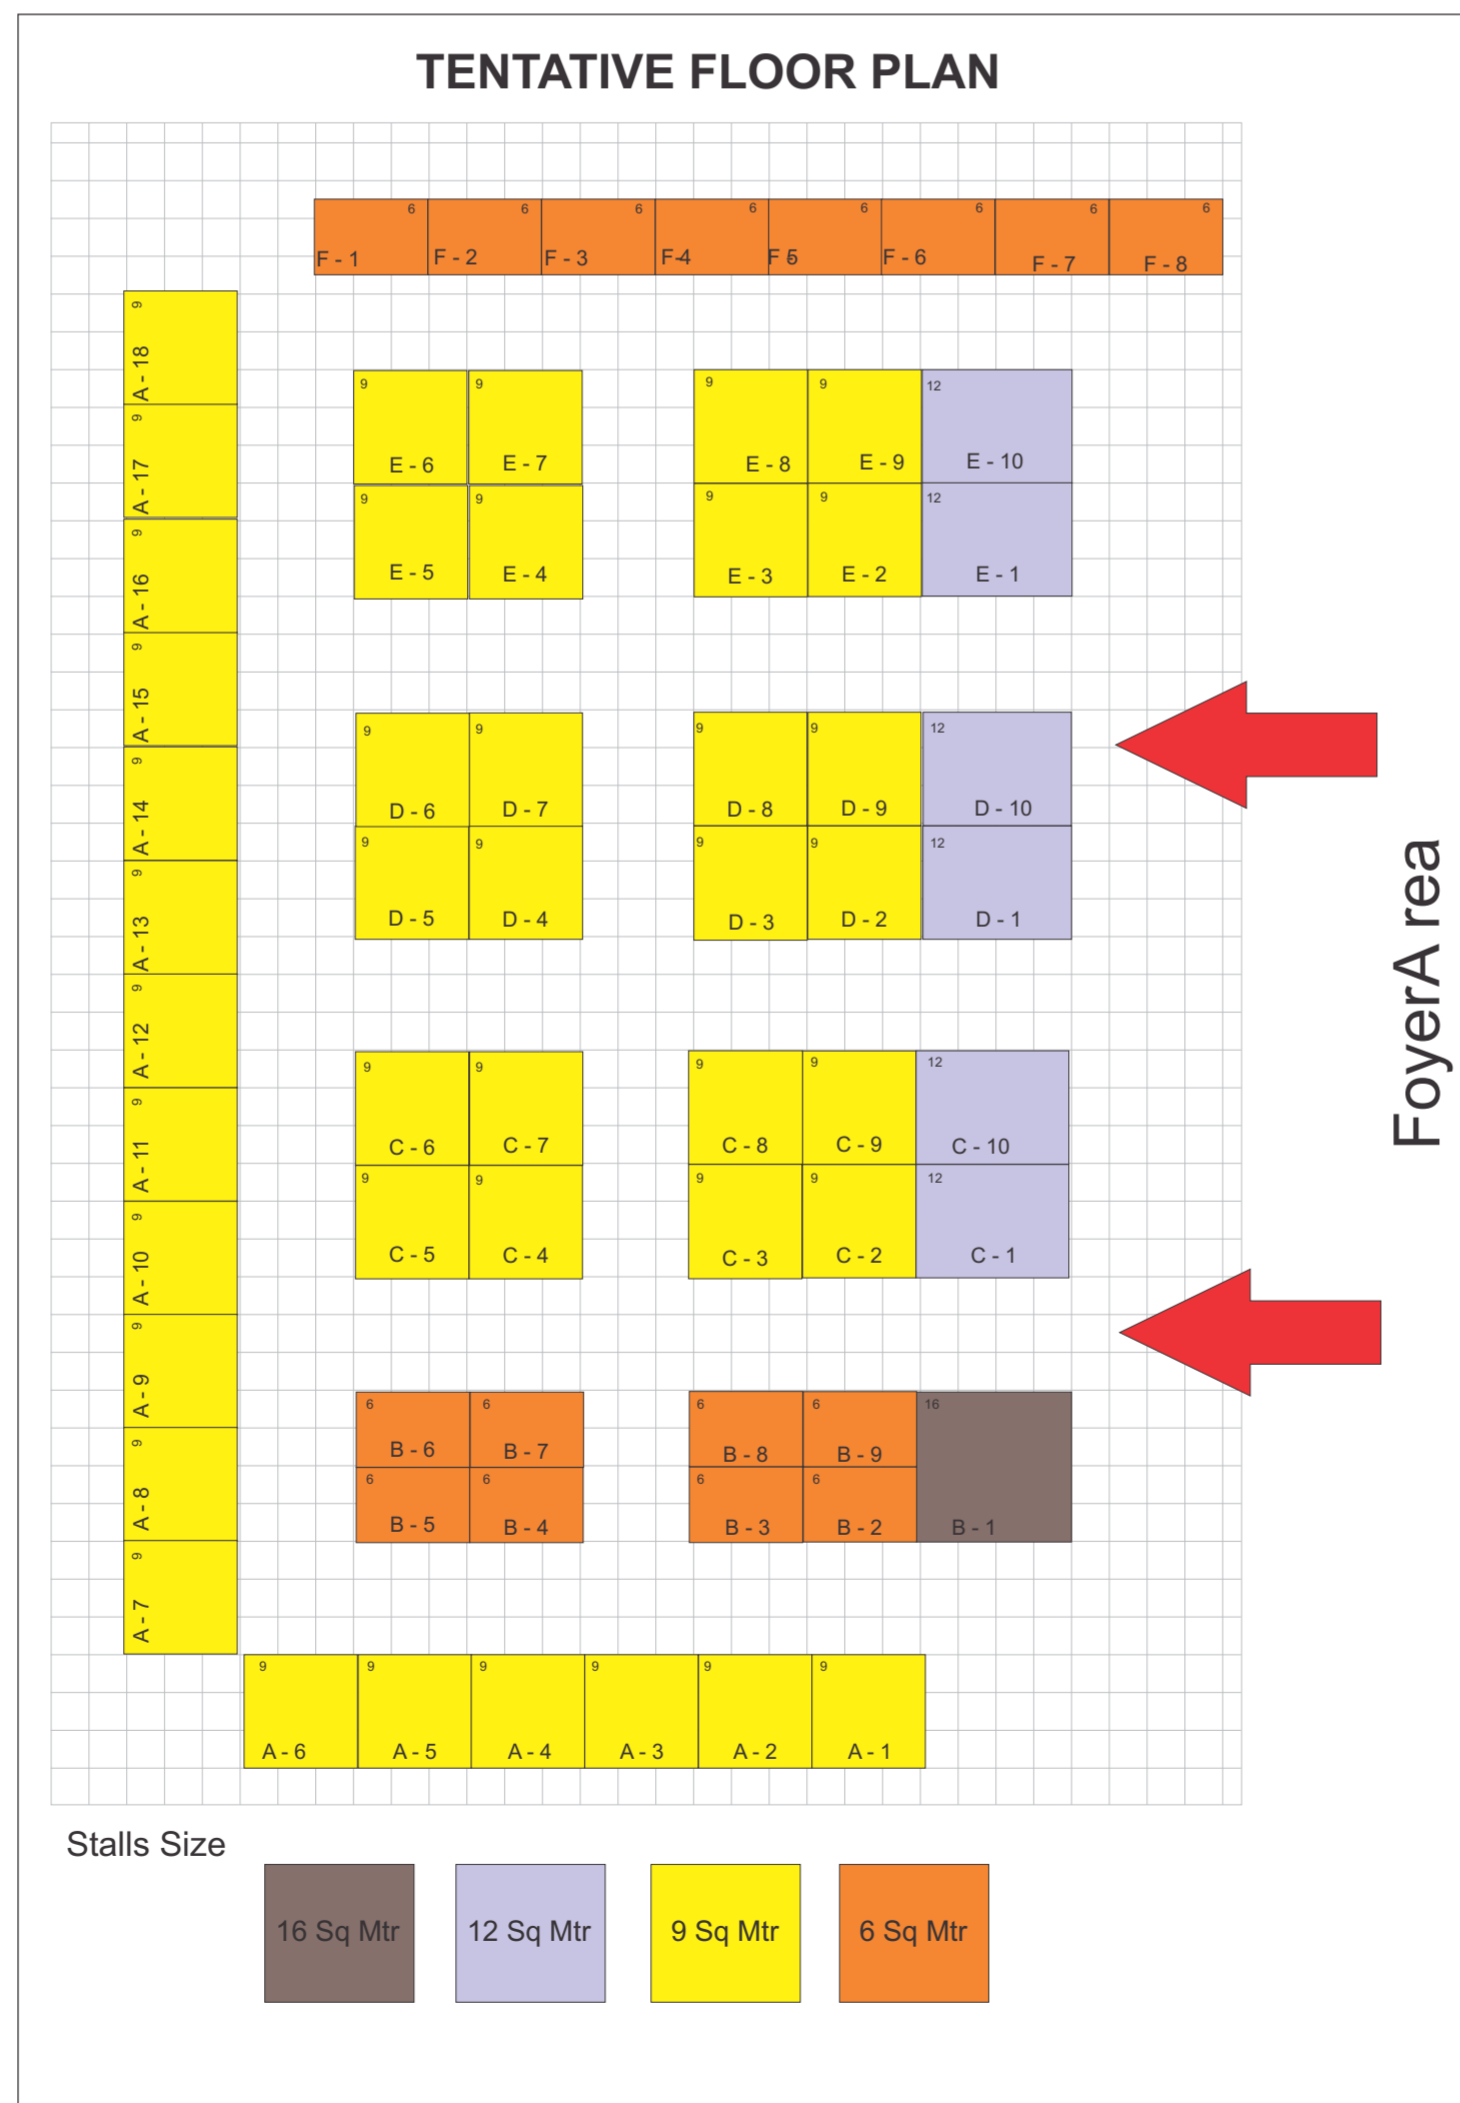 TENTATIVE FLOOR PLAN
6 6 6 6 6 6 6 6
F - 1 F - 2 F - 3 F-4 F 5 F - 6 F - 7 F - 8
9
A - 18
9
A - 17
9
A - 16
9
A - 15
9
A - 14
9
A - 13
9
A - 12
9
A - 11
9
A - 10
9
A - 9
9
A - 8
9
A - 7
9 9 9 9 12
E - 6 E - 7 E - 8 E - 9 E - 10
9 9 9 9 12
E - 5 E - 4 E - 3 E - 2 E - 1
9 9 9 9 12
D - 6 D - 7 D - 8 D - 9 D - 10
9 9 9 9 12
D - 5 D - 4 D - 3 D - 2 D - 1
9 9 9 9 12
C - 6 C - 7 C - 8 C - 9 C - 10
9 9 9 9 12
C - 5 C - 4 C - 3 C - 2 C - 1
6 6 6 6 16
B - 6 B - 7 B - 8 B - 9
6 6 6 6
B - 5 B - 4 B - 3 B - 2 B - 1
9 9 9 9 9 9
A - 6 A - 5 A - 4 A - 3 A - 2 A - 1
FoyerA rea
Stalls Size
16 Sq Mtr 12 Sq Mtr 9 Sq Mtr 6 Sq Mtr